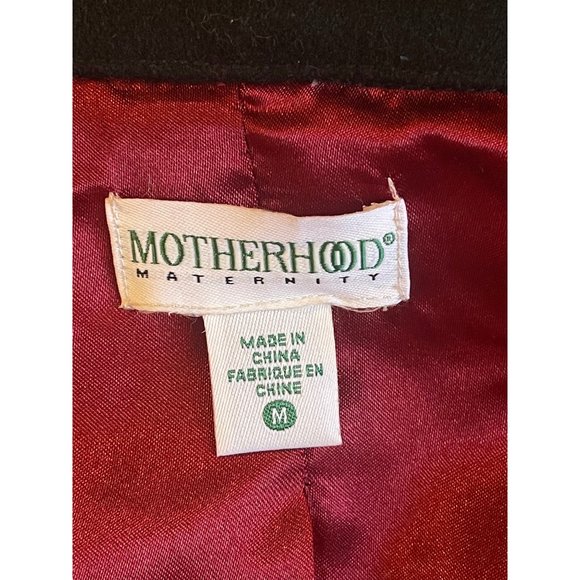 MOTHERHOOD®
MATERNITY
MADE IN
CHINA
FABRIQUE EN
CHINE
M